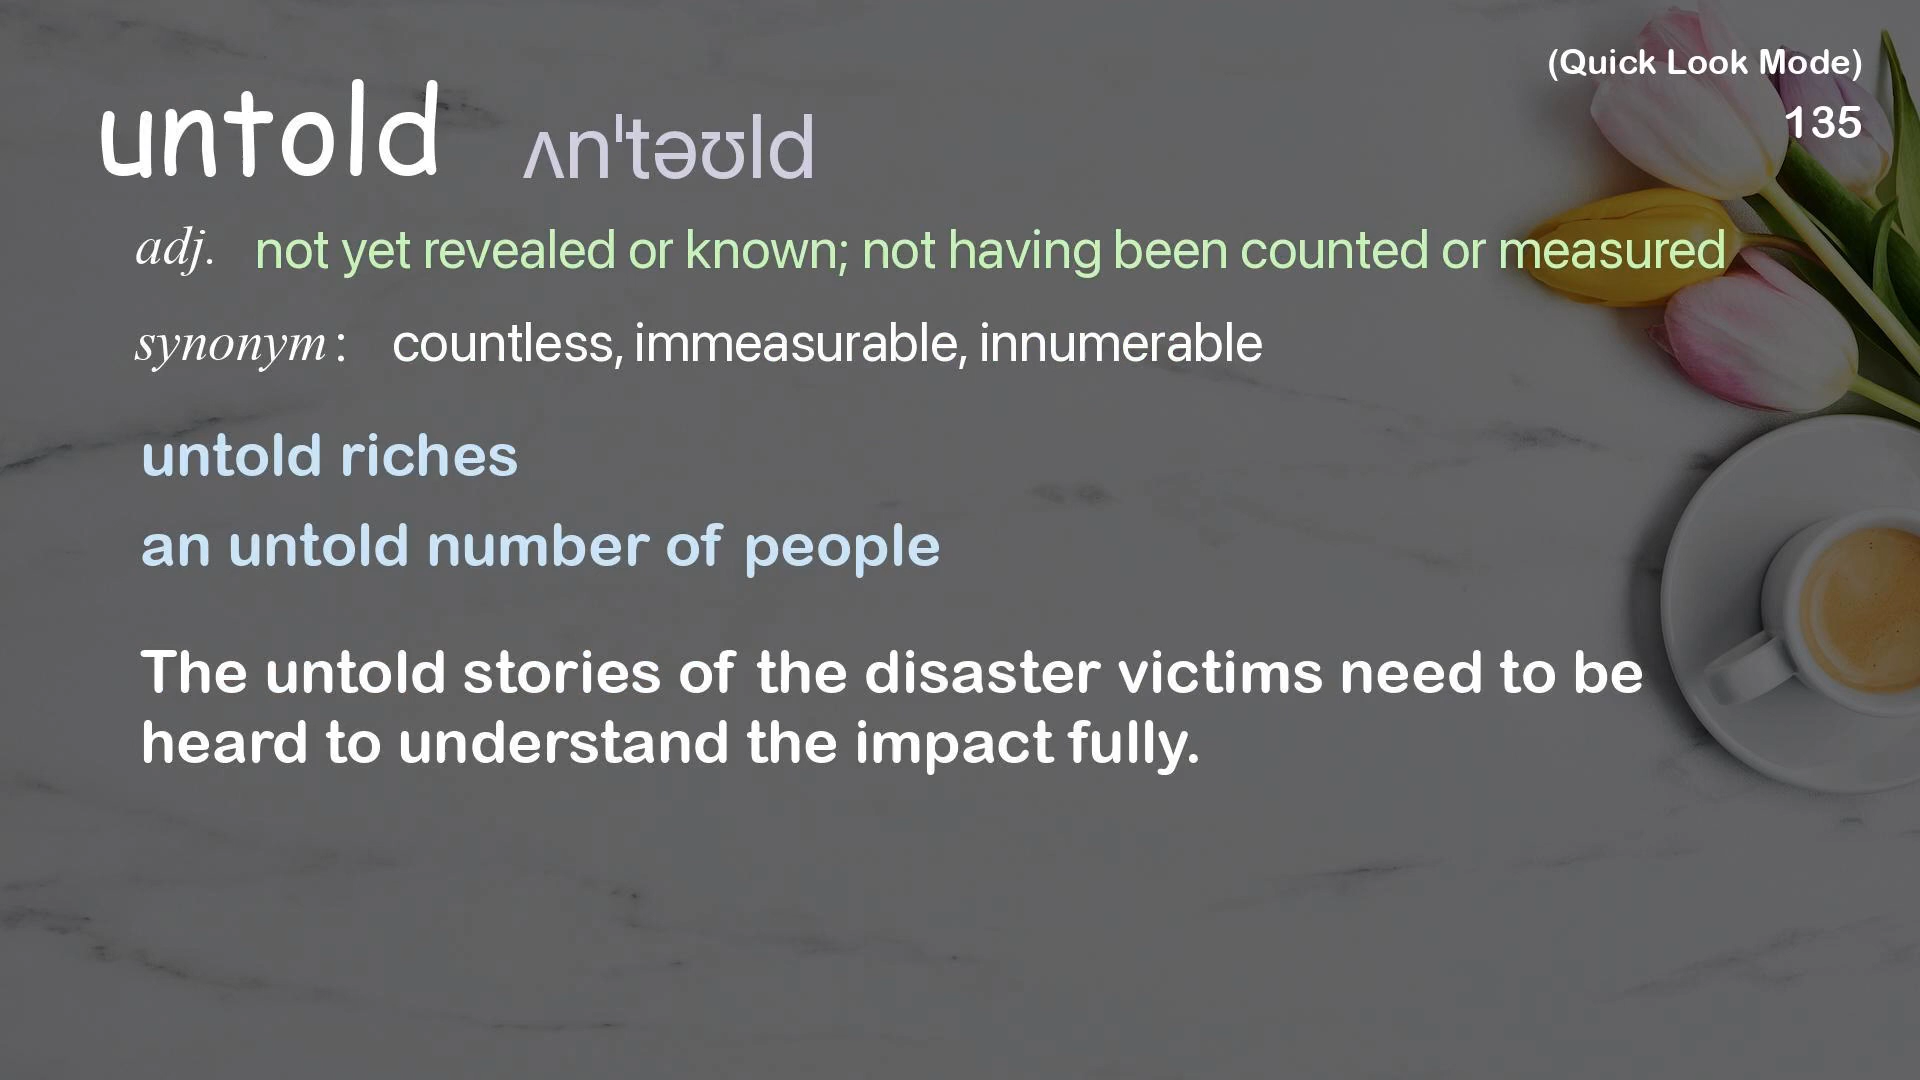 (Quick Look Mode)
135
untold ʌnˈtəʊld
adj. not yet revealed or known; not having been counted or measured
synonym : countless, immeasurable, innumerable
untold riches
an untold number of people
The untold stories of the disaster victims need to be
heard to understand the impact fully.